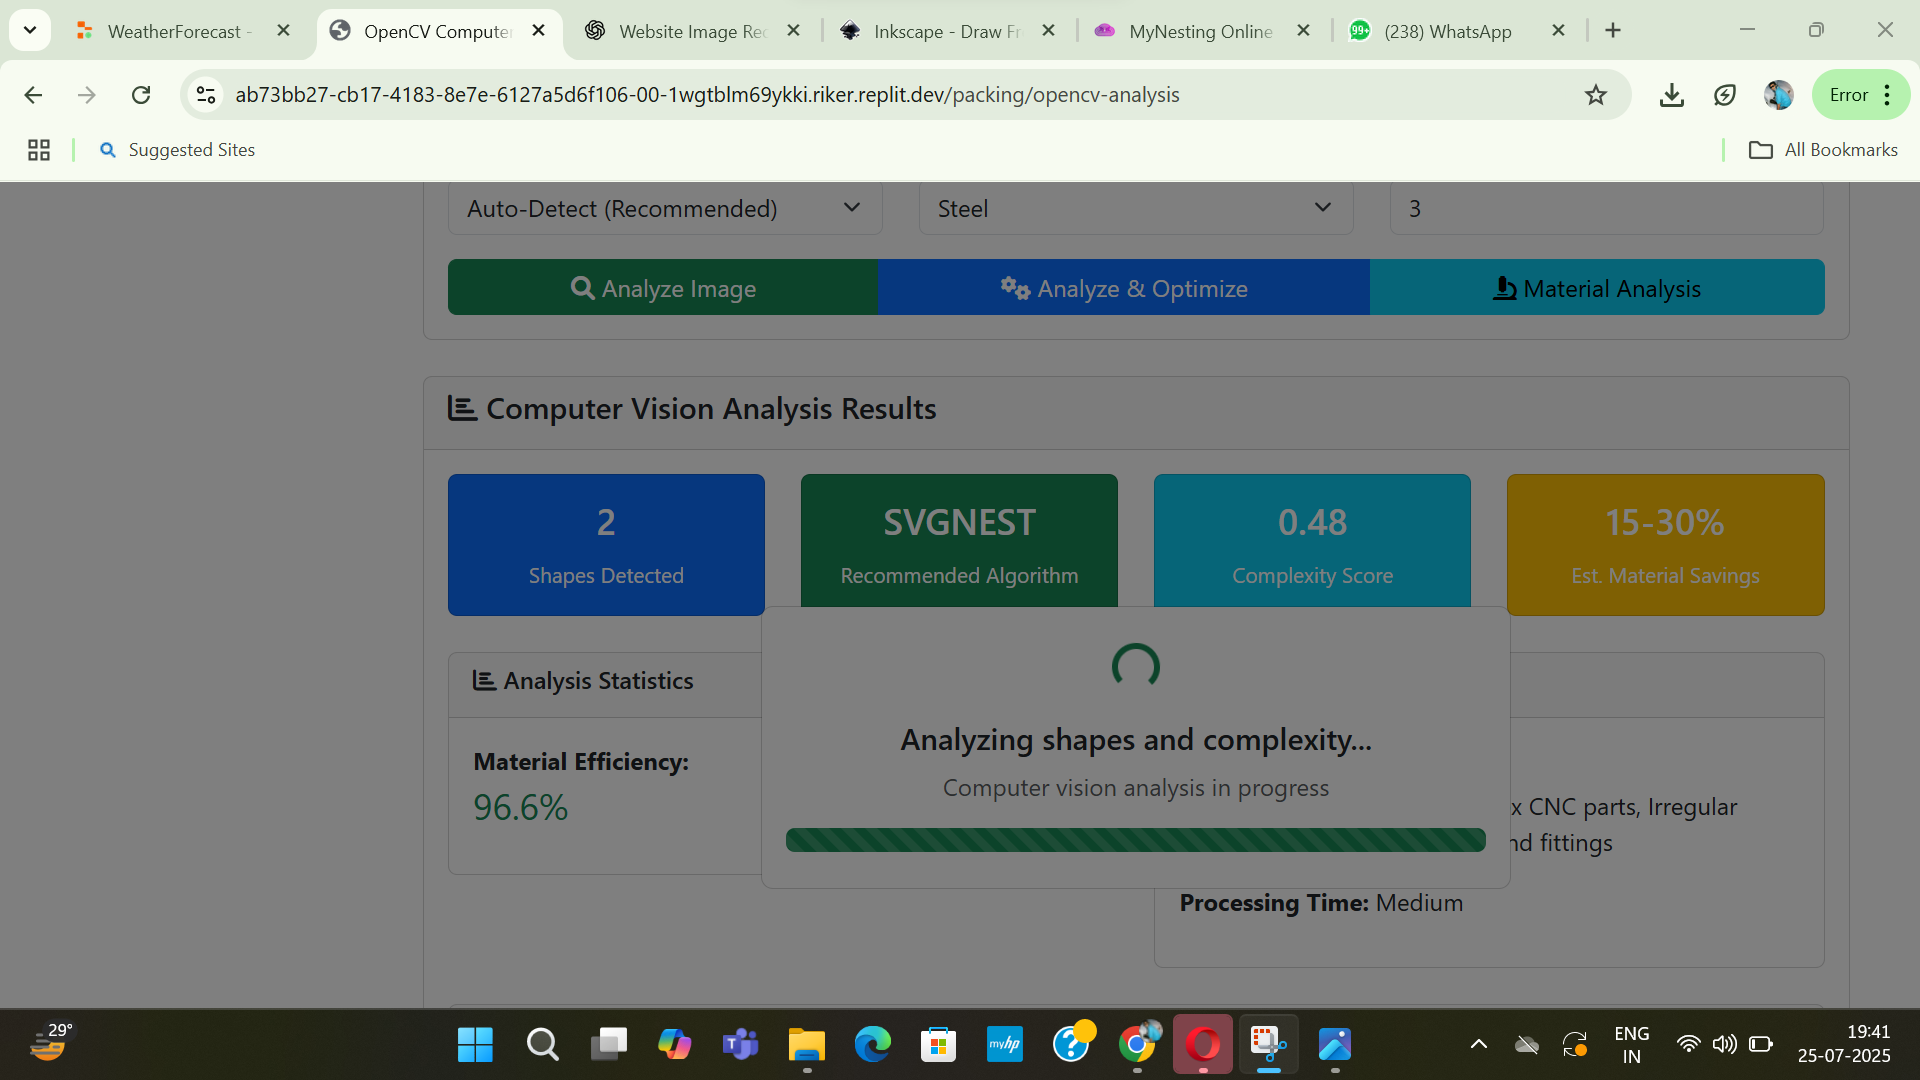 WeatherForecast -
OpenCV Computer
Website Image Rec
Inkscape - Draw Fr
MyNesting Online
99+
(238) WhatsApp
ab73bb27-cb17-4183-8e7e-6127a5d6f106-00-1wgtblm69ykki.riker.replit.dev/packing/opencv-analysis
Error
Suggested Sites
All Bookmarks
Auto-Detect (Recommended)
Steel
3
Analyze Image
Analyze & Optimize
Material Analysis
Computer Vision Analysis Results
2
Shapes Detected
SVGNEST
Recommended Algorithm
0.48
Complexity Score
15-30%
Est. Material Savings
Analysis Statistics
Material Efficiency:
96.6%
Analyzing shapes and complexity...
Computer vision analysis in progress
x CNC parts, Irregular
nd fittings
Processing Time: Medium
29°
myhp
ENG
IN
19:41
25-07-2025